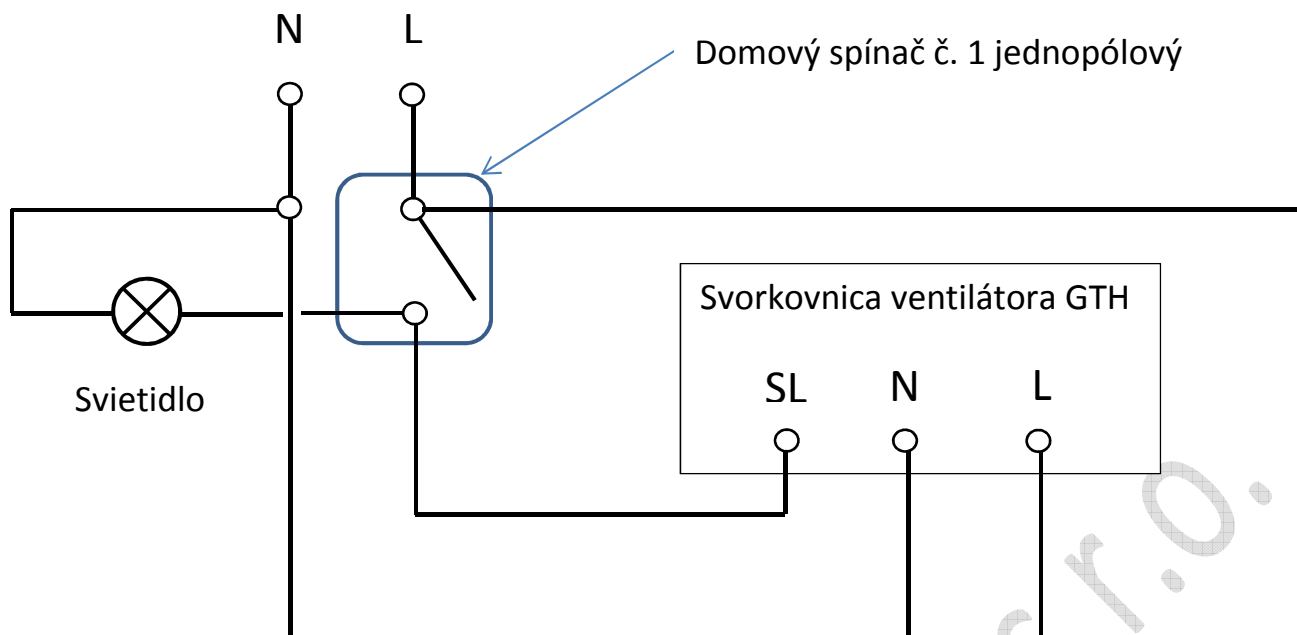 N L
Domový spínač č. 1 jednopólový
Svorkovnica ventilátora GTH
SL N L
Svietidlo
s r.o.